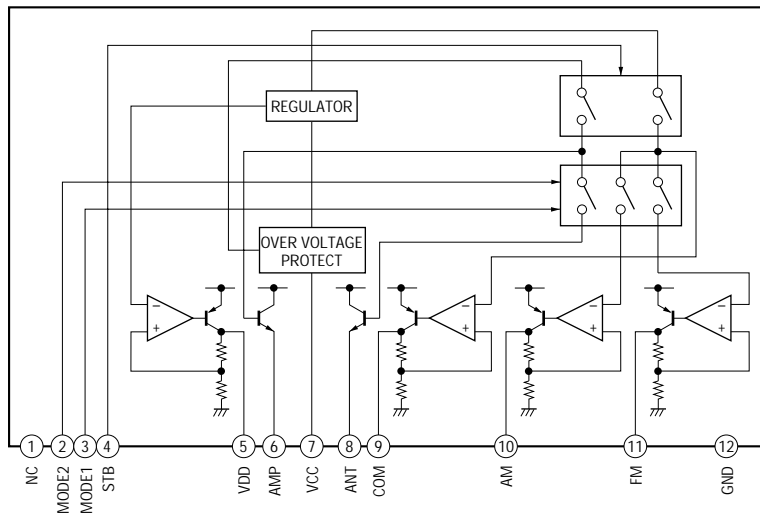 REGULATOR
OVER VOLTAGE
PROTECT
−
+
−
+
−
+
−
+
1
2
3
4
5
6
7
8
9
10
11
12
NC
MODE2
MODE1
STB
VDD
AMP
VCC
ANT
COM
AM
FM
GND